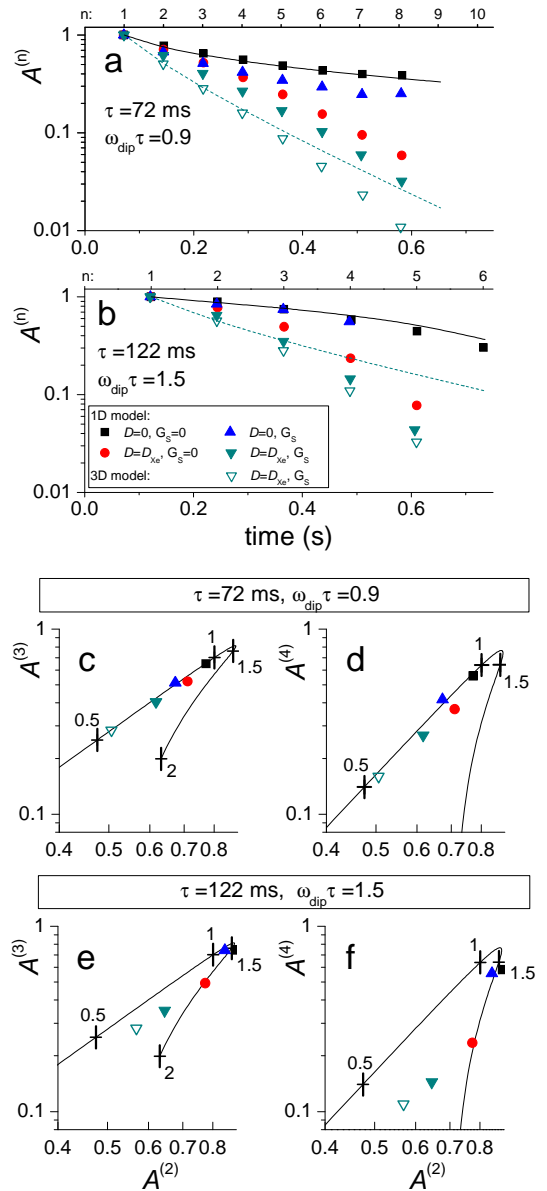 n: 1 2 3 4 5 6 7 8 9 10
1
A(n)
a
0.1
τ = 72 ms
ωdipτ = 0.9
0.01
0.0 0.2 0.4 0.6
n: 1 2 3 4 5 6
1
A(n)
b
τ = 122 ms
ωdipτ = 1.5
0.1
1D model:
D=0, GS=0 D=0, GS
D=DXe, GS=0 D=DXe, GS
3D model: D=DXe, GS
0.01
0.0 0.2 0.4 0.6
time (s)
τ = 72 ms, ωdipτ = 0.9
1
A(3)
c
1
1.5
0.5
2
0.1
0.4 0.5 0.6 0.7 0.8
1
A(4)
d
1
1.5
0.5
0.1
0.4 0.5 0.6 0.7 0.8
τ = 122 ms, ωdipτ = 1.5
1
A(3)
e
1
1.5
0.5
2
0.1
0.4 0.5 0.6 0.7 0.8
A(2)
1
A(4)
f
1
1.5
0.5
0.1
0.4 0.5 0.6 0.7 0.8
A(2)